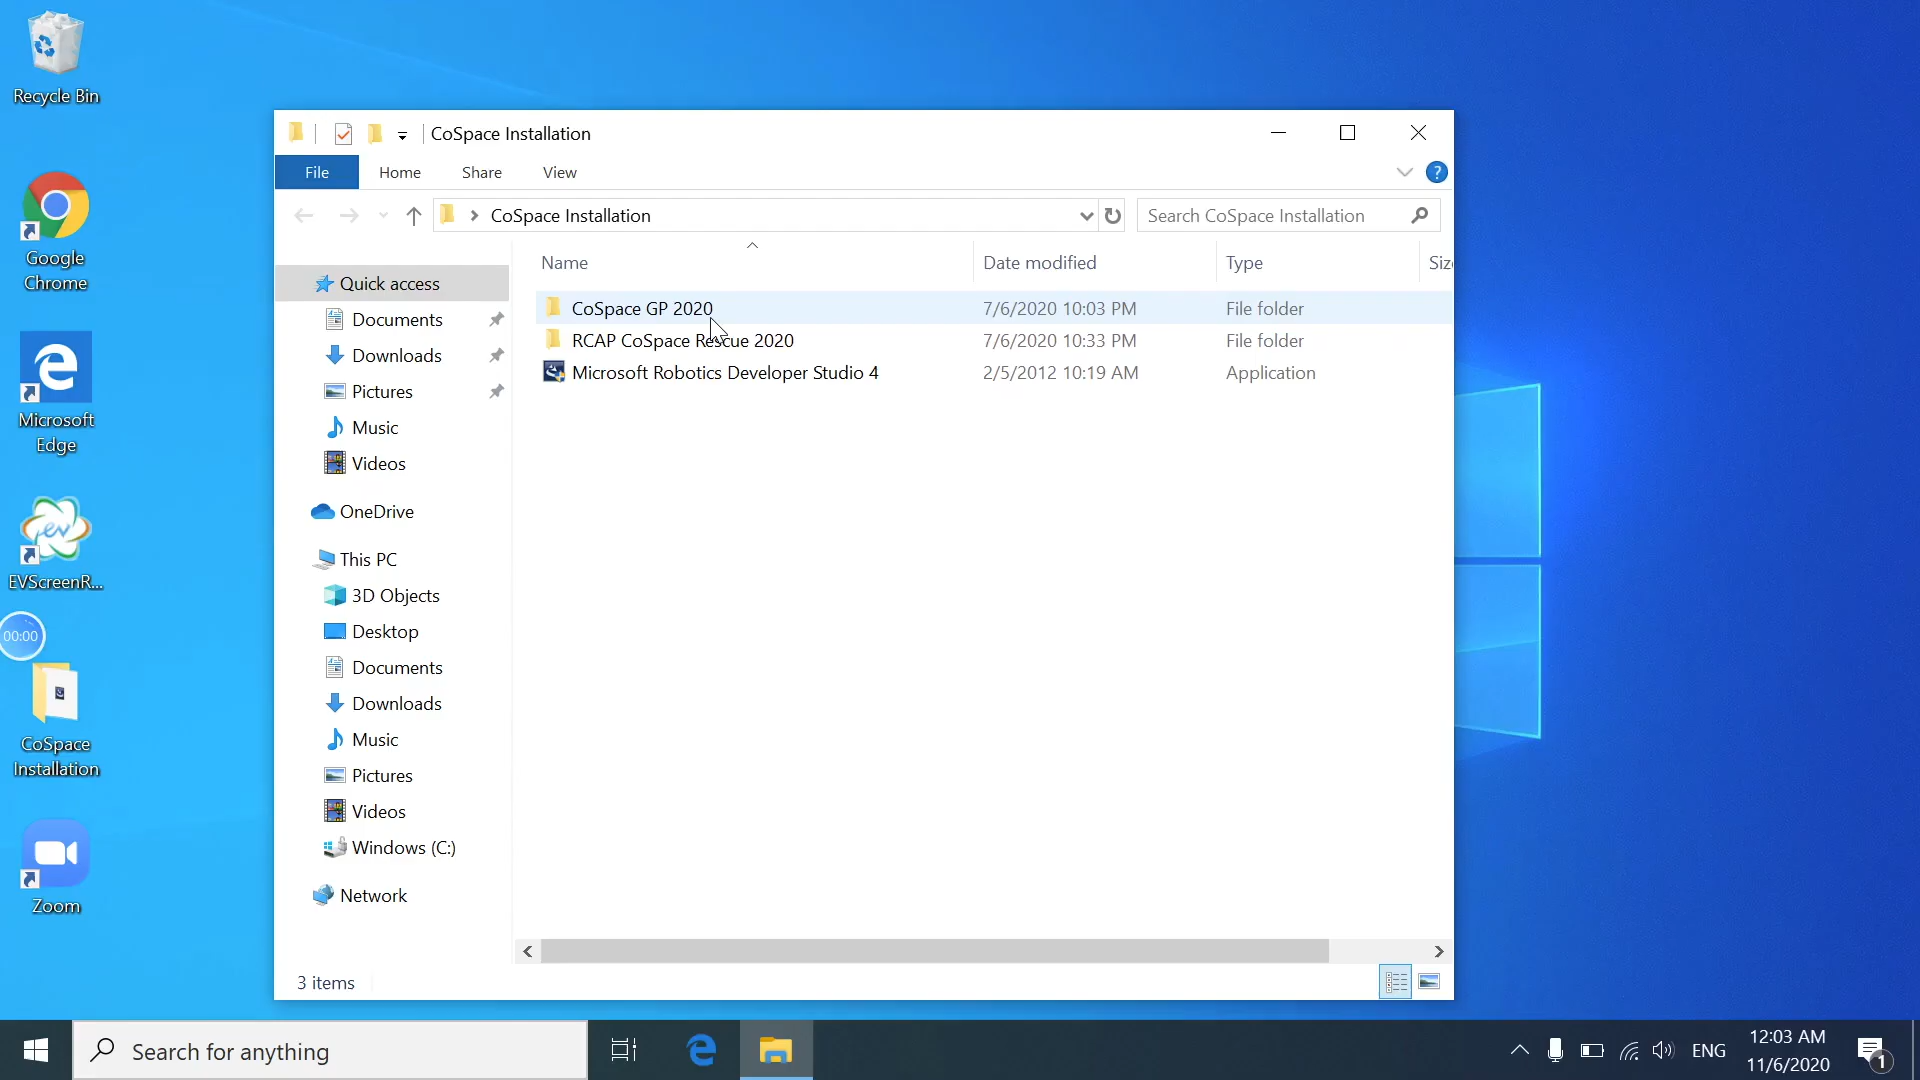 Recycle Bin
Google
Chrome
Microsoft
Edge
EVScreenR...
00:00
CoSpace
Installation
Zoom
CoSpace Installation
File
Home
Share
View
?
CoSpace Installation
Search CoSpace Installation
Name
Date modified
Type
Siz
CoSpace GP 2020
7/6/2020 10:03 PM
File folder
RCAP CoSpace Rescue 2020
7/6/2020 10:33 PM
File folder
Microsoft Robotics Developer Studio 4
2/5/2012 10:19 AM
Application
Quick access
Documents
Downloads
Pictures
Music
Videos
OneDrive
This PC
3D Objects
Desktop
Documents
Downloads
Music
Pictures
Videos
Windows (C:)
Network
3 items
Search for anything
ENG
12:03 AM
11/6/2020
1